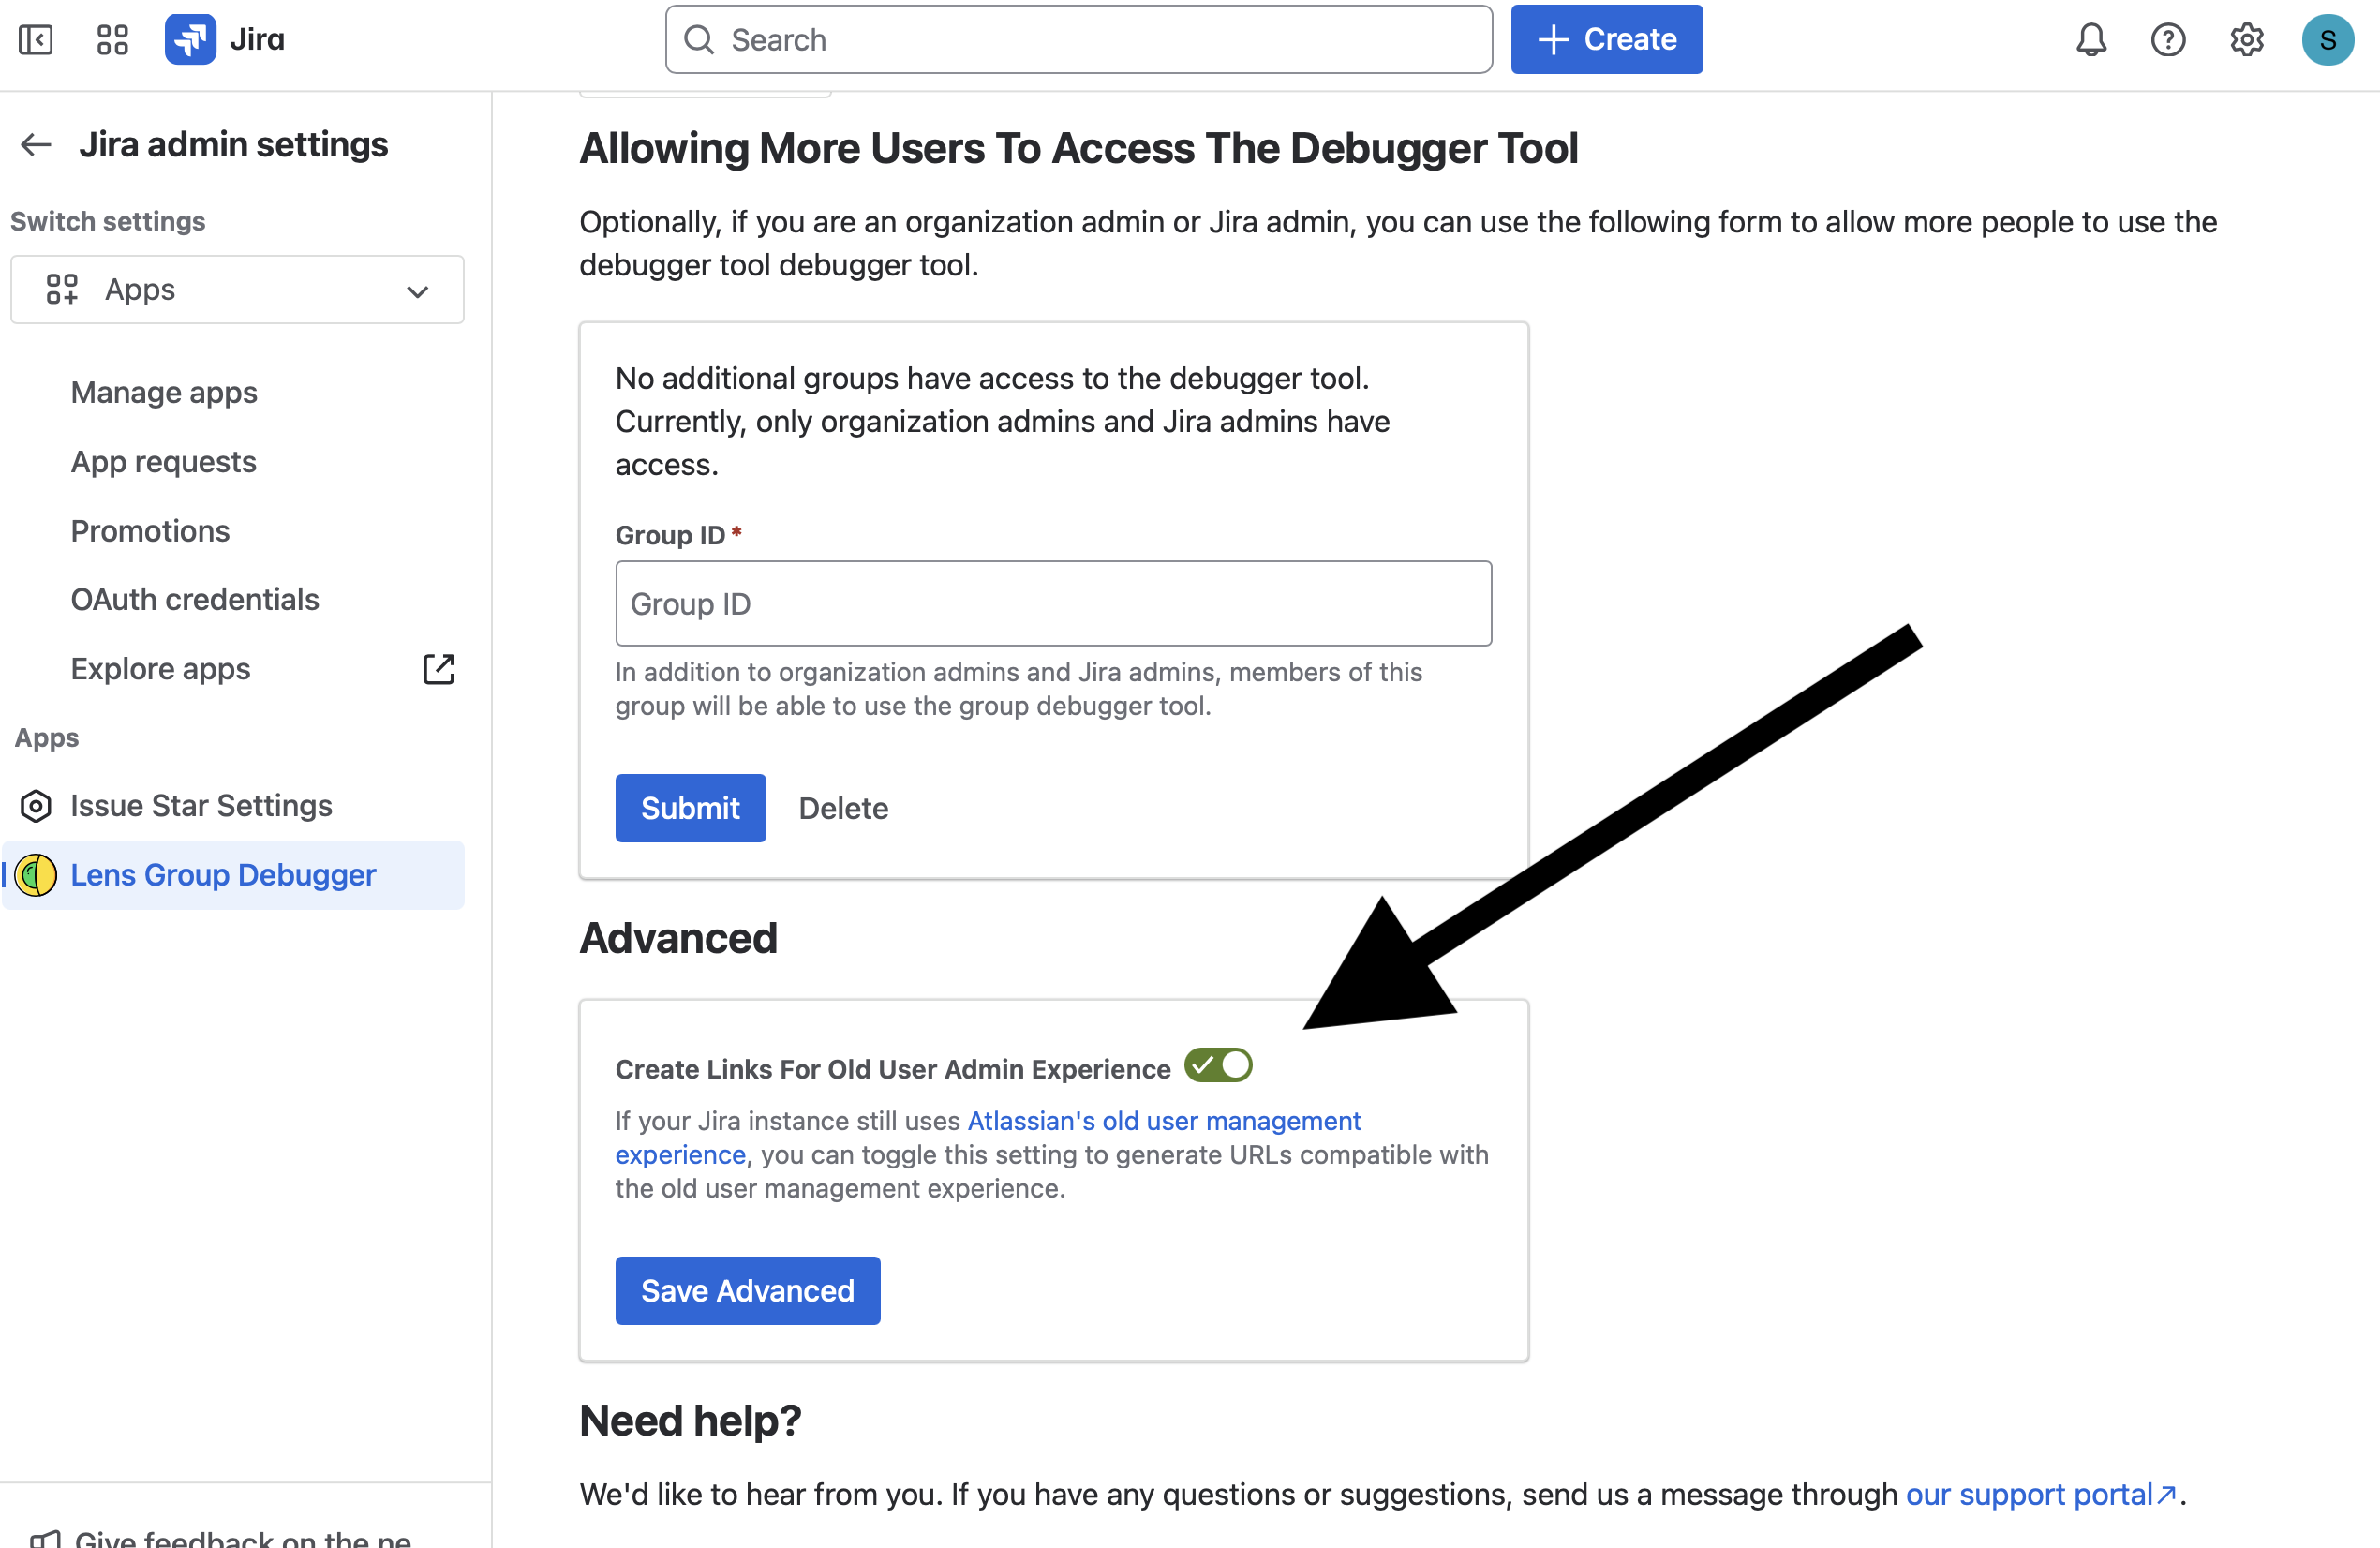 Jira
Search
Create
S
Jira admin settings
Switch settings
Apps
Manage apps
App requests
Promotions
OAuth credentials
Explore apps
Apps
Issue Star Settings
Lens Group Debugger
Give feedback on the ne
Allowing More Users To Access The Debugger Tool
Optionally, if you are an organization admin or Jira admin, you can use the following form to allow more people to use the
debugger tool debugger tool.
No additional groups have access to the debugger tool.
Currently, only organization admins and Jira admins have
access.
Group ID *
Group ID
In addition to organization admins and Jira admins, members of this
group will be able to use the group debugger tool.
Submit Delete
Advanced
Create Links For Old User Admin Experience
If your Jira instance still uses Atlassian's old user management
experience, you can toggle this setting to generate URLs compatible with
the old user management experience.
Save Advanced
Need help?
We'd like to hear from you. If you have any questions or suggestions, send us a message through our support portal↗.